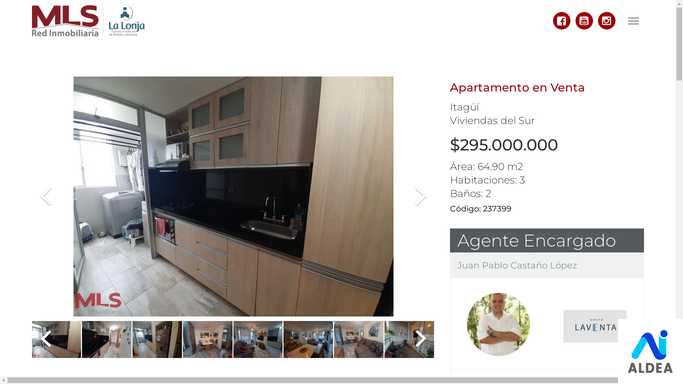 MLS
Red Inmobiliaria
La Lonja
Apartamento en Venta
Itagüí
Viviendas del Sur
$295.000.000
Área: 64.90 m2
Habitaciones: 3
Baños: 2
Código: 237399
MLS
Agente Encargado
Juan Pablo Castaño López
LAVENTA
ALDEA